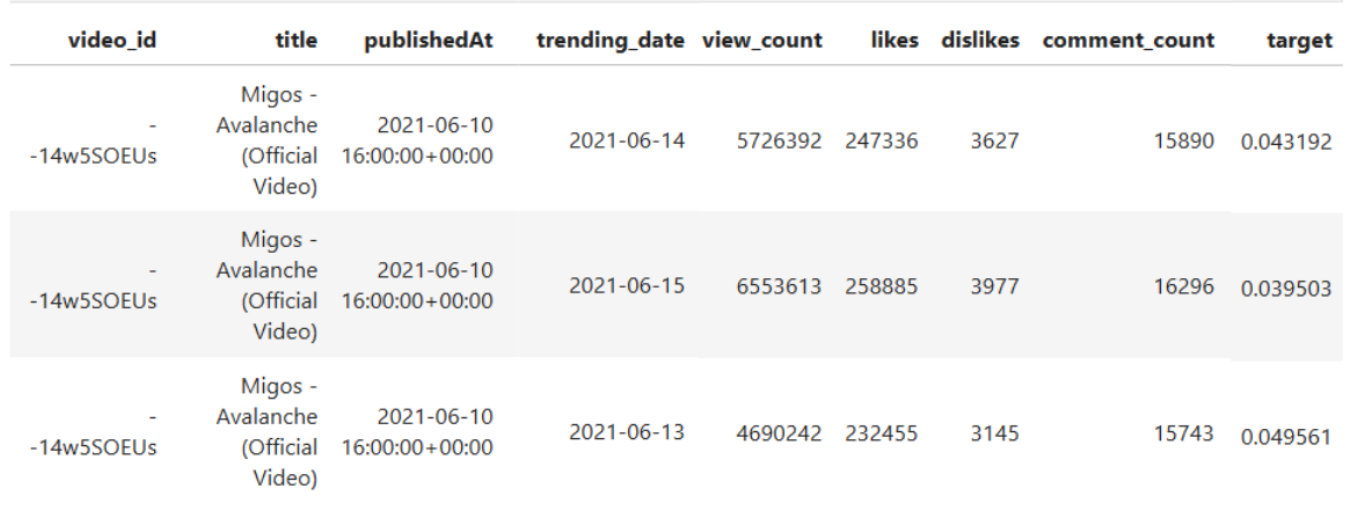 video_id title publishedAt trending_date view_count likes dislikes comment_count target
Migos -
- Avalanche 2021-06-10
-14w5SOEUs (Official 16:00:00+00:00 2021-06-14 5726392 247336 3627 15890 0.043192
Video)
Migos -
- Avalanche 2021-06-10
-14w5SOEUs (Official 16:00:00+00:00 2021-06-15 6553613 258885 3977 16296 0.039503
Video)
Migos -
- Avalanche 2021-06-10
-14w5SOEUs (Official 16:00:00+00:00 2021-06-13 4690242 232455 3145 15743 0.049561
Video)